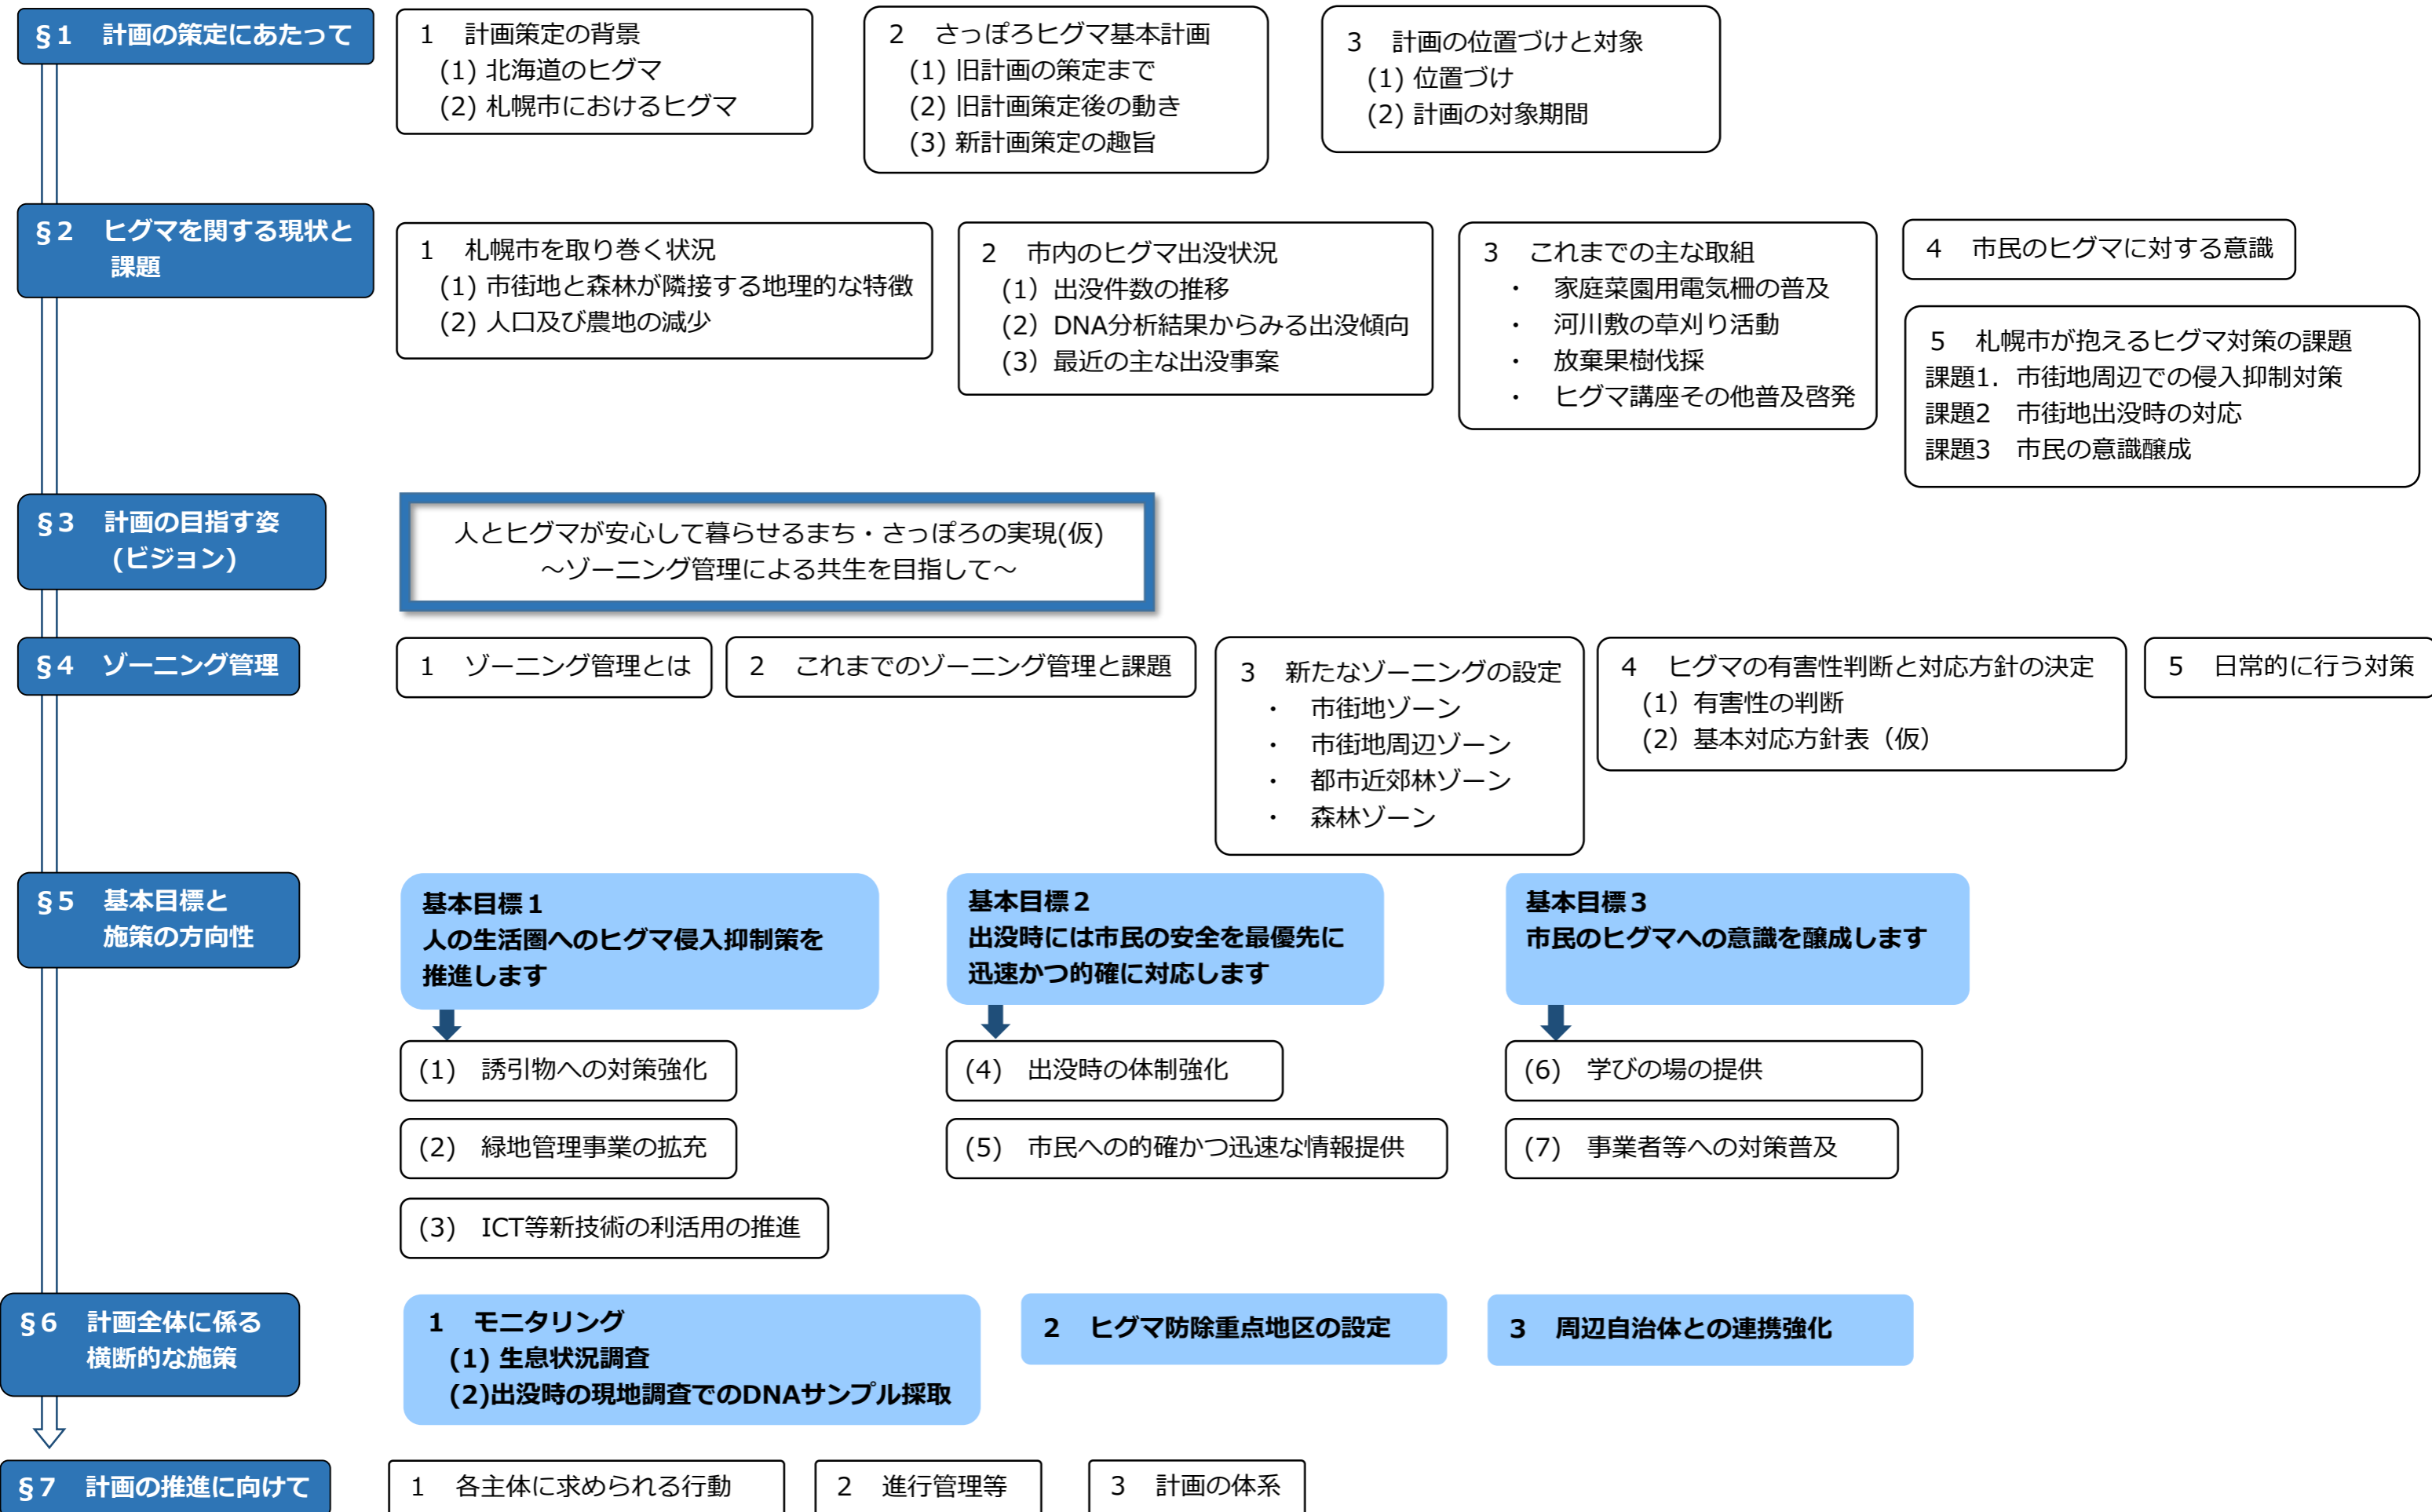 §1 計画の策定にあたって
1 計画策定の背景
(1) 北海道のヒグマ
(2) 札幌市におけるヒグマ
2 さっぽろヒグマ基本計画
(1) 旧計画の策定まで
(2) 旧計画策定後の動き
(3) 新計画策定の趣旨
3 計画の位置づけと対象
(1) 位置づけ
(2) 計画の対象期間
§2 ヒグマを関する現状と
課題
1 札幌市を取り巻く状況
(1) 市街地と森林が隣接する地理的な特徴
(2) 人口及び農地の減少
2 市内のヒグマ出没状況
(1) 出没件数の推移
(2) DNA分析結果からみる出没傾向
(3) 最近の主な出没事案
3 これまでの主な取組
・ 家庭菜園用電気柵の普及
・ 河川敷の草刈り活動
・ 放棄果樹伐採
・ ヒグマ講座その他普及啓発
4 市民のヒグマに対する意識
5 札幌市が抱えるヒグマ対策の課題
課題1. 市街地周辺での侵入抑制対策
課題2 市街地出没時の対応
課題3 市民の意識醸成
§3 計画の目指す姿
(ビジョン)
人とヒグマが安心して暮らせるまち・さっぽろの実現(仮)
～ゾーニング管理による共生を目指して～
§4 ゾーニング管理
1 ゾーニング管理とは
2 これまでのゾーニング管理と課題
3 新たなゾーニングの設定
・ 市街地ゾーン
・ 市街地周辺ゾーン
・ 都市近郊林ゾーン
・ 森林ゾーン
4 ヒグマの有害性判断と対応方針の決定
(1) 有害性の判断
(2) 基本対応方針表（仮）
5 日常的に行う対策
§5 基本目標と
施策の方向性
基本目標1
人の生活圏へのヒグマ侵入抑制策を
推進します
(1) 誘引物への対策強化
(2) 緑地管理事業の拡充
(3) ICT等新技術の利活用の推進
基本目標2
出没時には市民の安全を最優先に
迅速かつ的確に対応します
(4) 出没時の体制強化
(5) 市民への的確かつ迅速な情報提供
基本目標3
市民のヒグマへの意識を醸成します
(6) 学びの場の提供
(7) 事業者等への対策普及
§6 計画全体に係る
横断的な施策
1 モニタリング
(1) 生息状況調査
(2)出没時の現地調査でのDNAサンプル採取
2 ヒグマ防除重点地区の設定
3 周辺自治体との連携強化
§7 計画の推進に向けて
1 各主体に求められる行動
2 進行管理等
3 計画の体系